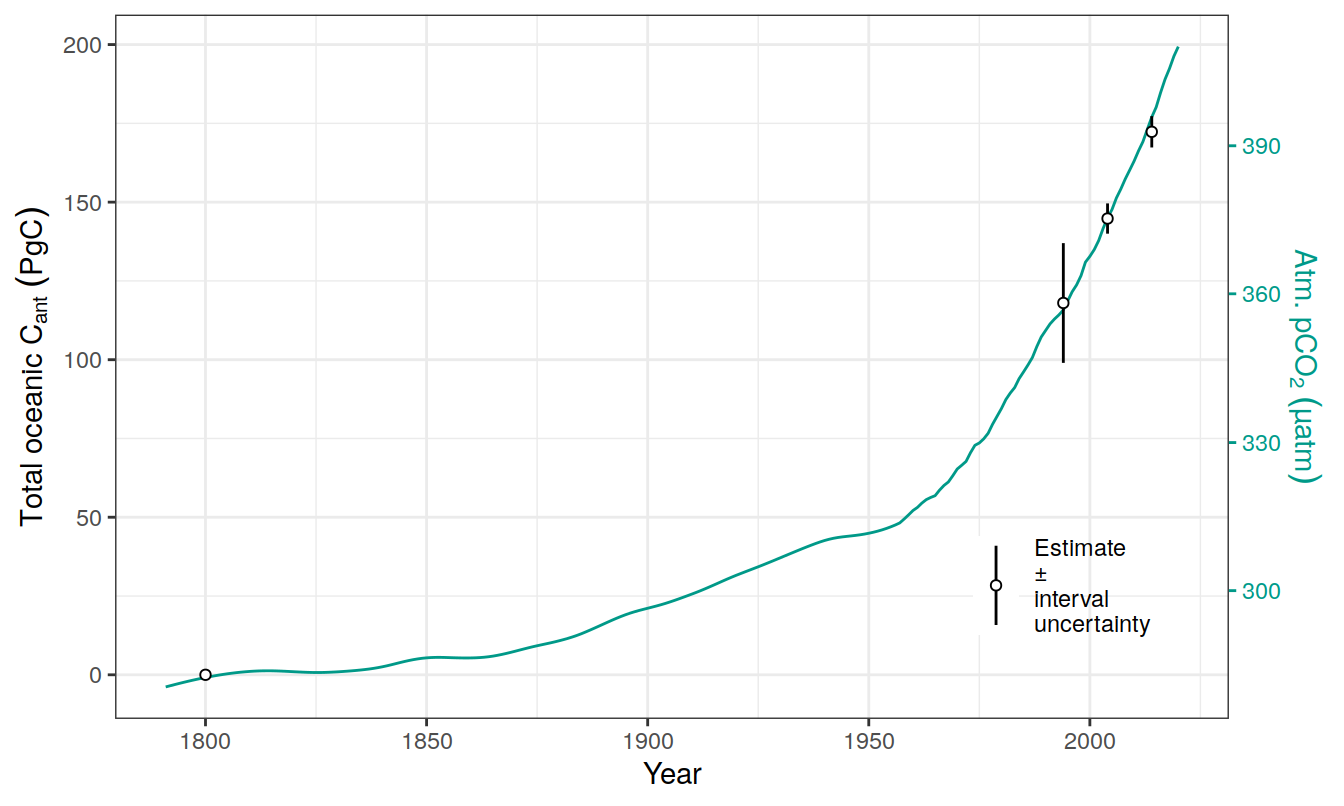 Total oceanic Cant (PgC)
200
150
100
50
0
1800
1850
1900
1950
2000
Year
390
360
330
300
Atm. pCO₂ (µatm)
Estimate
±
interval
uncertainty